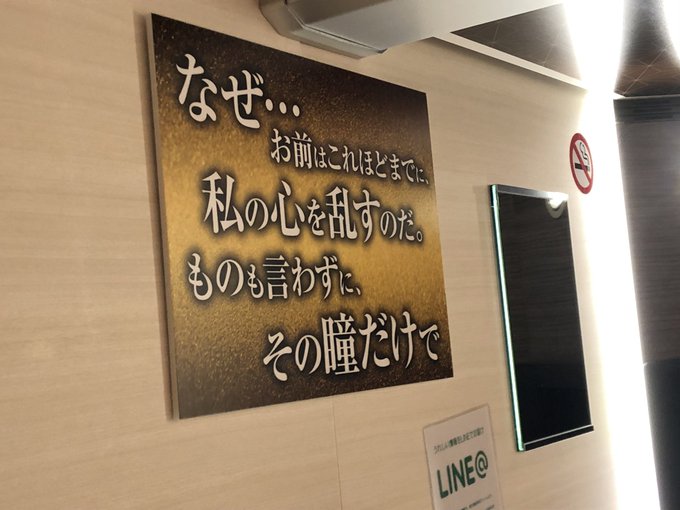 なぜ…
お前はこれほどまでに、
私の心を乱すのだ。
ものも言わずに、
その瞳だけで
LINE@